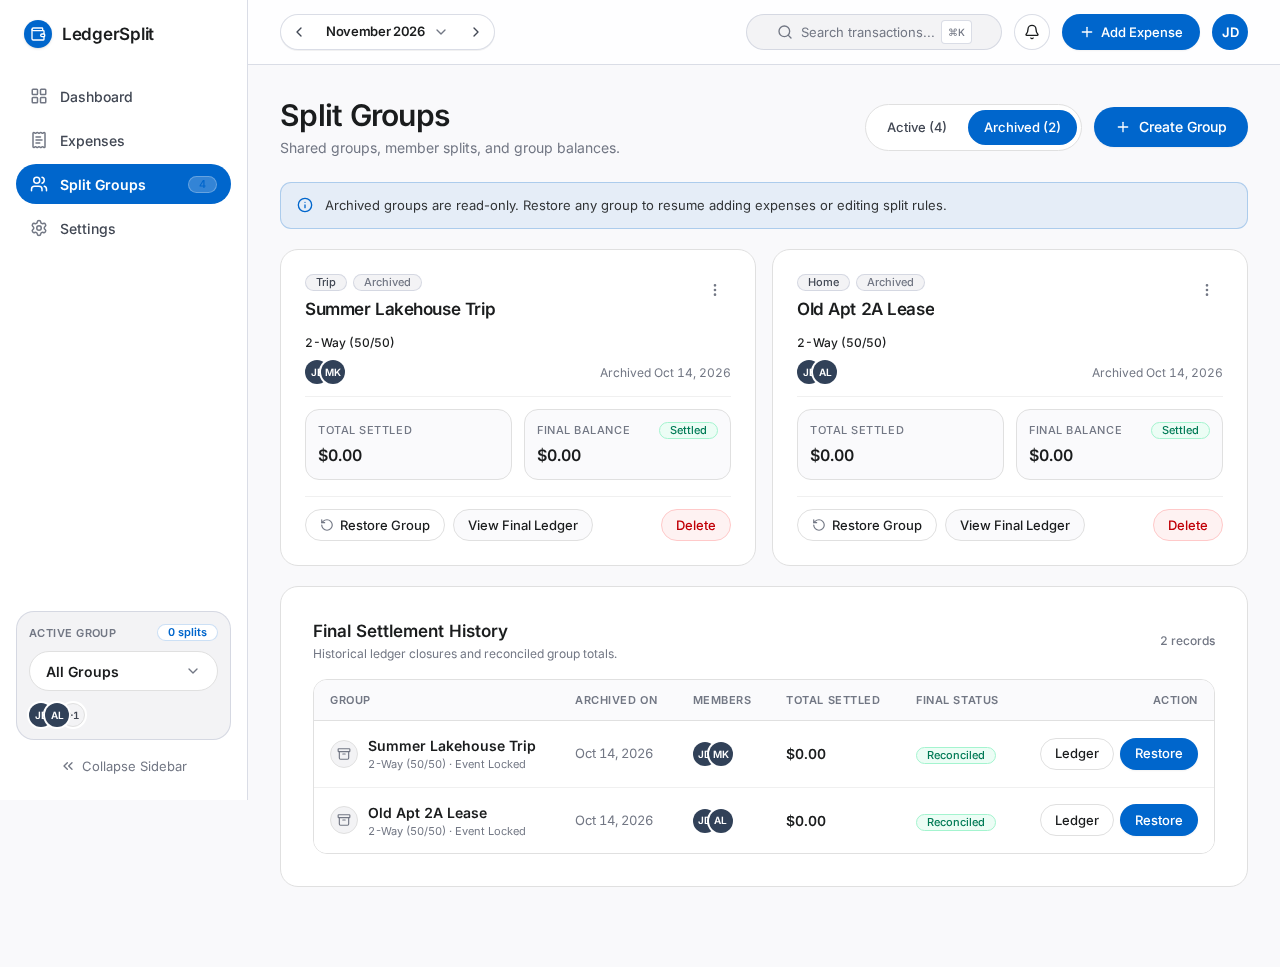 LedgerSplit
November 2026
Search transactions...
⌘K
Add Expense
JD
Dashboard
Expenses
Split Groups
4
Settings
Split Groups
Shared groups, member splits, and group balances.
Active (4)
Archived (2)
Create Group
Archived groups are read-only. Restore any group to resume adding expenses or editing split rules.
Trip
Archived
Summer Lakehouse Trip
2-Way (50/50)
MK
Archived Oct 14, 2026
TOTAL SETTLED
$0.00
FINAL BALANCE
Settled
$0.00
Restore Group
View Final Ledger
Delete
Home
Archived
Old Apt 2A Lease
2-Way (50/50)
AL
Archived Oct 14, 2026
TOTAL SETTLED
$0.00
FINAL BALANCE
Settled
$0.00
Restore Group
View Final Ledger
Delete
ACTIVE GROUP
0 splits
All Groups
AL
Collapse Sidebar
Final Settlement History
Historical ledger closures and reconciled group totals.
2 records
GROUP
ARCHIVED ON
MEMBERS
TOTAL SETTLED
FINAL STATUS
ACTION
Summer Lakehouse Trip
2-Way (50/50) · Event Locked
Oct 14, 2026
MK
$0.00
Reconciled
Ledger
Restore
Old Apt 2A Lease
2-Way (50/50) · Event Locked
Oct 14, 2026
AL
$0.00
Reconciled
Ledger
Restore